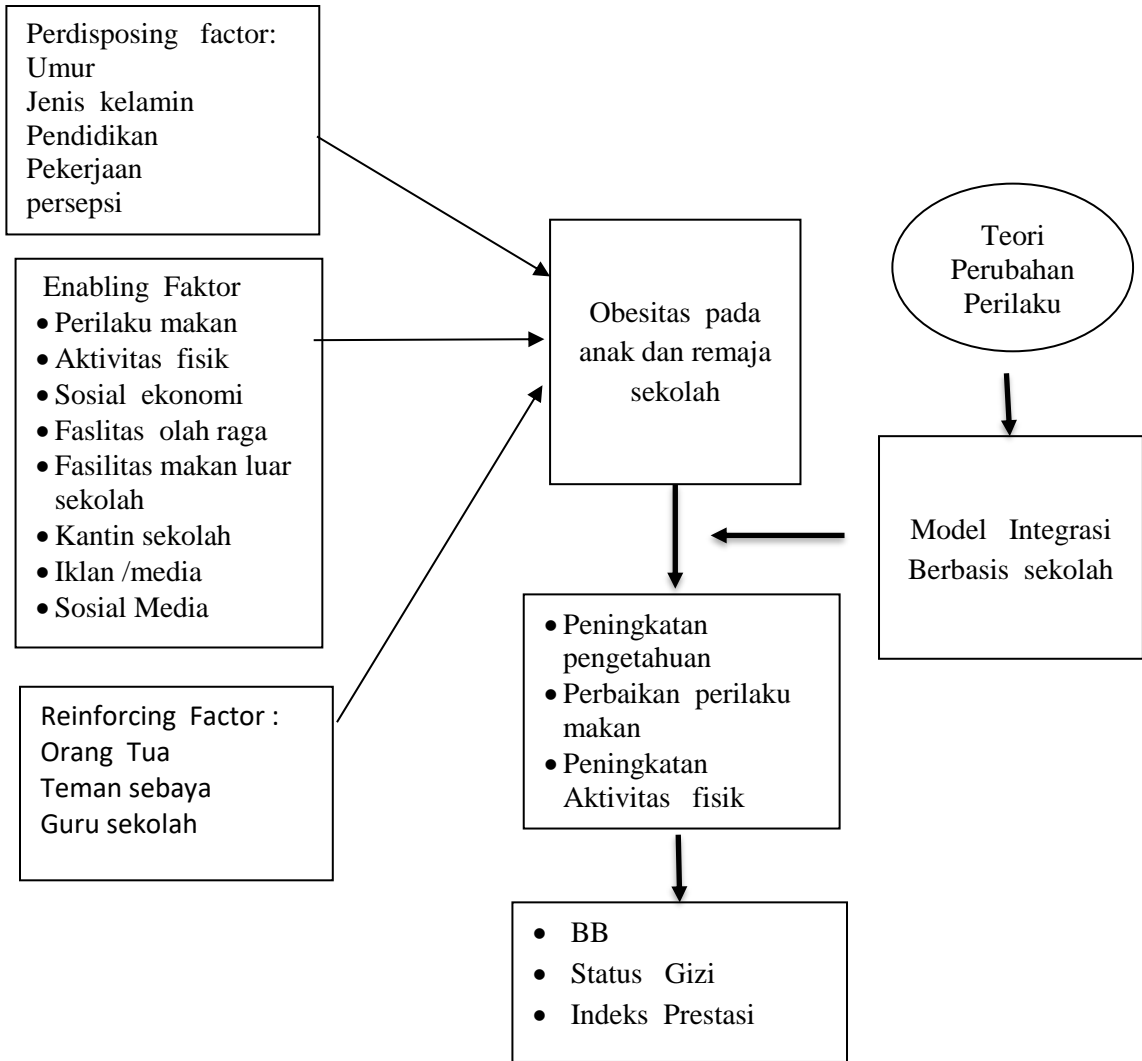 Perdisposing factor:
Umur
Jenis kelamin
Pendidikan
Pekerjaan
persepsi
Enabling Faktor
• Perilaku makan
• Aktivitas fisik
• Sosial ekonomi
• Faslitas olah raga
• Fasilitas makan luar
sekolah
• Kantin sekolah
• Iklan /media
• Sosial Media
Reinforcing Factor :
Orang Tua
Teman sebaya
Guru sekolah
Obesitas pada
anak dan remaja
sekolah
Teori
Perubahan
Perilaku
Model Integrasi
Berbasis sekolah
• Peningkatan
pengetahuan
• Perbaikan perilaku
makan
• Peningkatan
Aktivitas fisik
• BB
• Status Gizi
• Indeks Prestasi